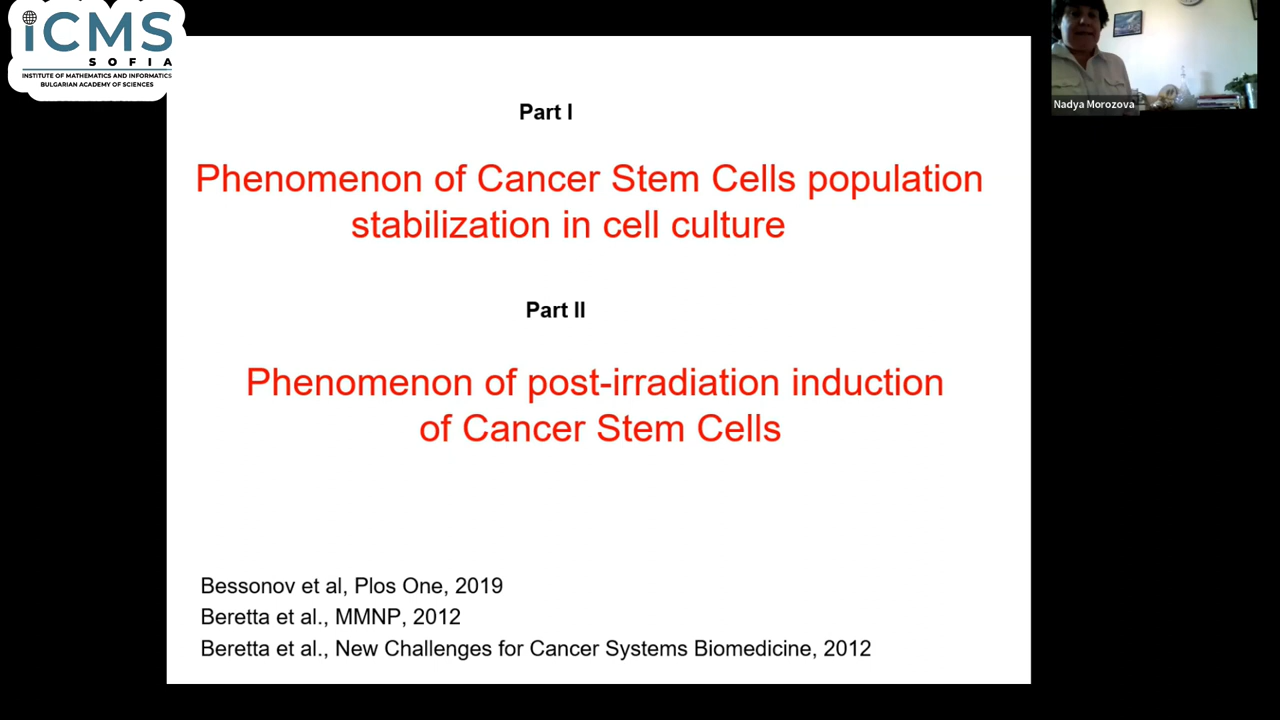 iCMS
SOFIA
INSTITUTE OF MATHEMATICS AND INFORMATICS
BULGARIAN ACADEMY OF SCIENCES
Nadya Morozova
Part I
Phenomenon of Cancer Stem Cells population
stabilization in cell culture
Part II
Phenomenon of post-irradiation induction
of Cancer Stem Cells
Bessonov et al, Plos One, 2019
Beretta et al., MMNP, 2012
Beretta et al., New Challenges for Cancer Systems Biomedicine, 2012